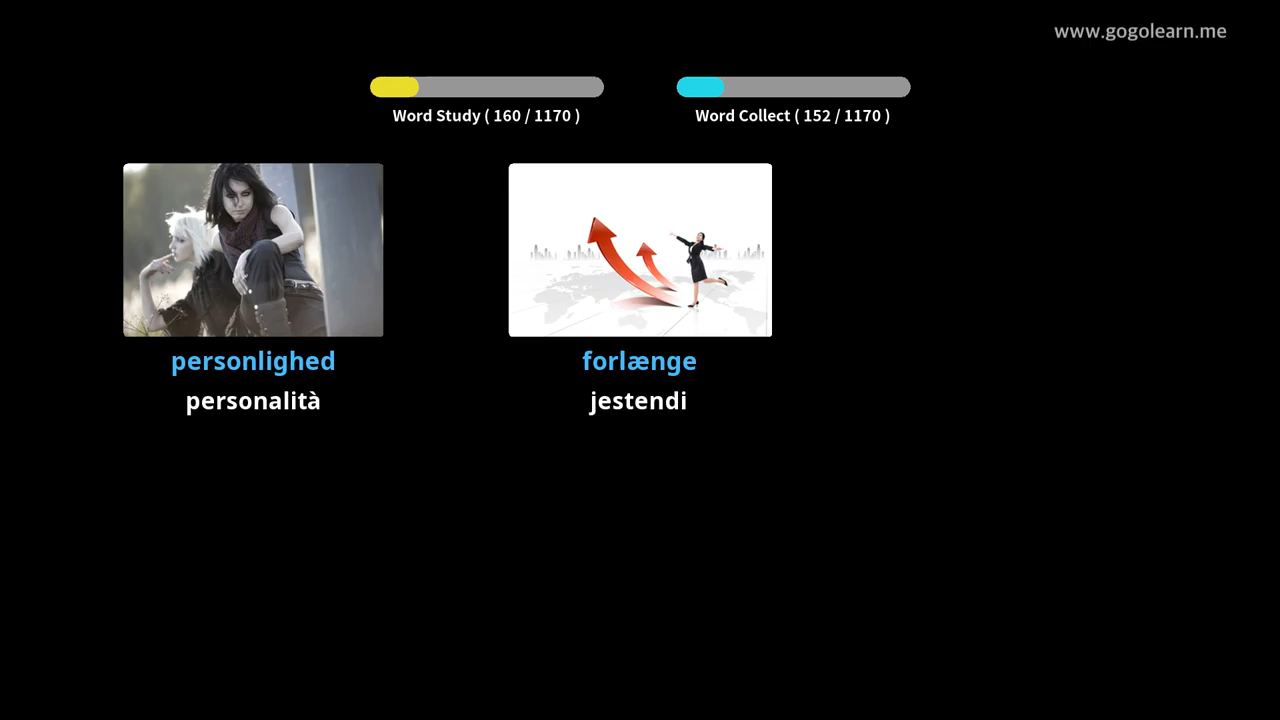 www.gogolearn.me
Word Study ( 160 / 1170 )
Word Collect ( 152 / 1170 )
personlighed
personalità
forlænge
jestendi